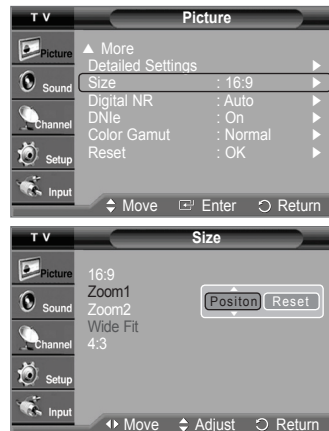 T V Picture
Picture
Sound
Channel
Setup
Input
▲ More
Detailed Settings ►
Size : 16:9 ►
Digital NR : Auto ►
DNIe : On ►
Color Gamut : Normal ►
Reset : OK ►
Move Enter Return
T V Size
Picture
Sound
Channel
Setup
Input
16:9
Zoom1
Zoom2
Wide Fit
4:3
Positon Reset
Move Adjust Return